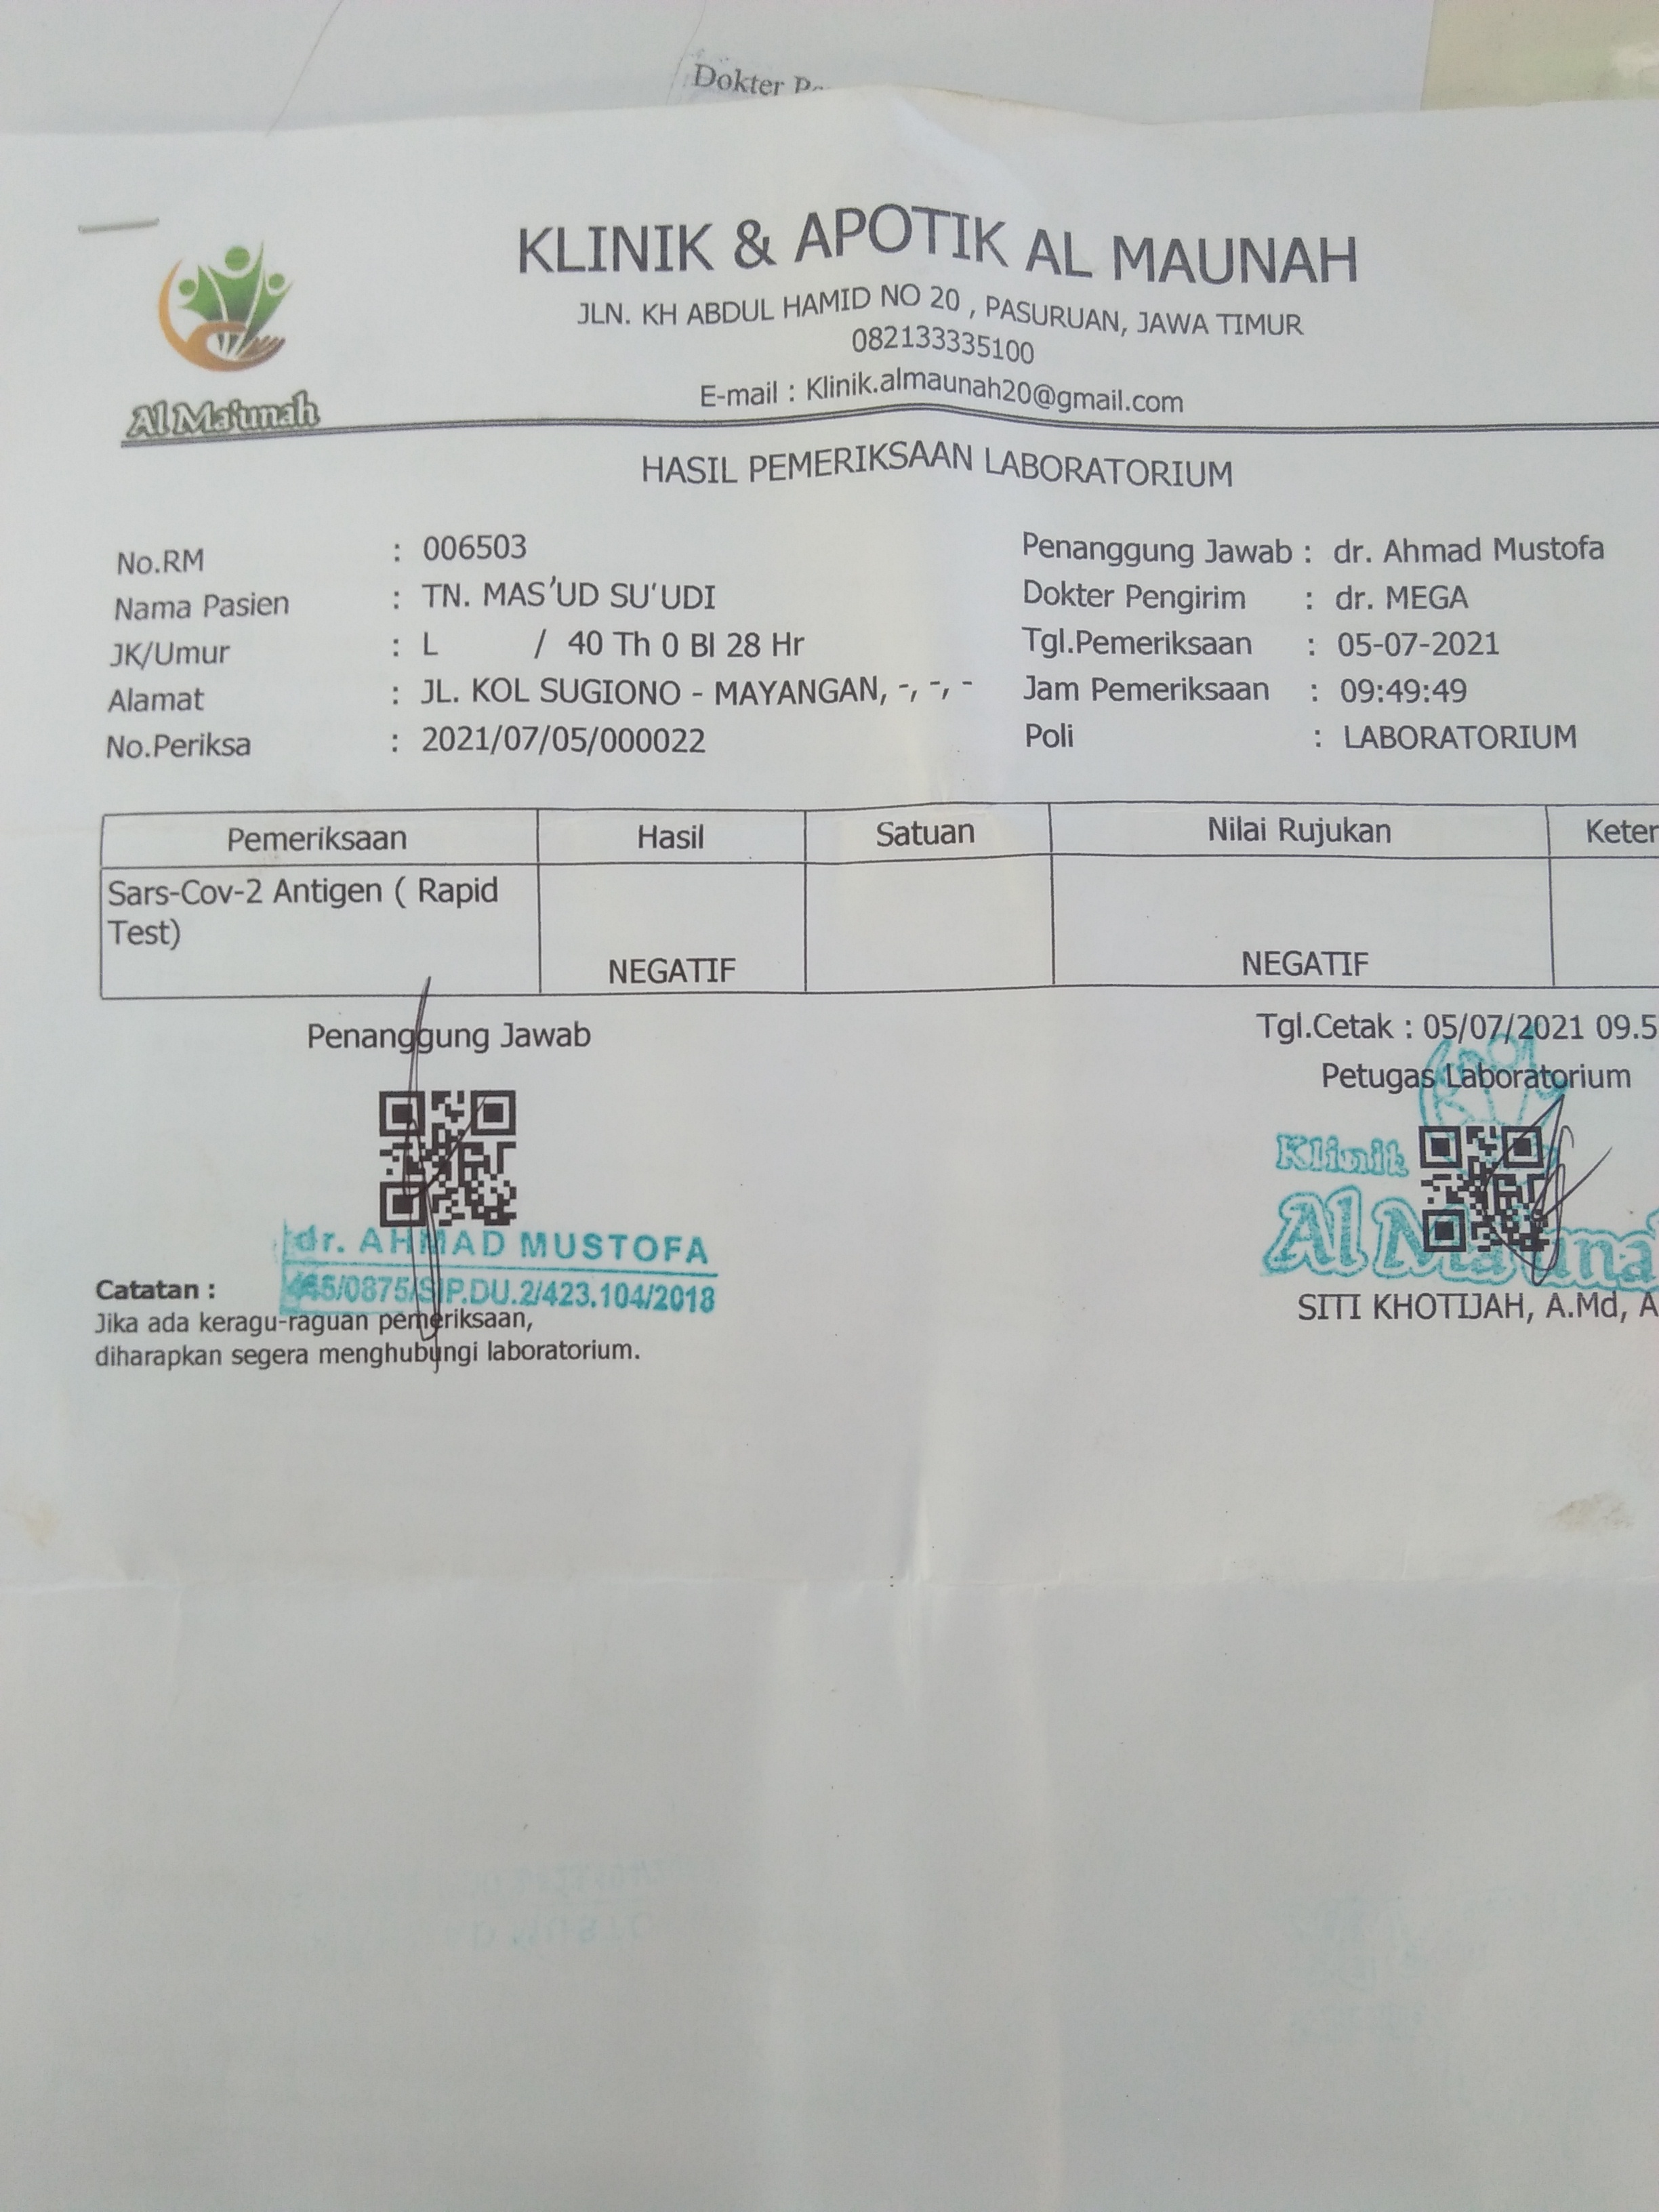 Dokter
KLINIK & APOTIK AL MAUNAH
JLN. KH ABDUL HAMID NO 20 , PASURUAN, JAWA TIMUR
082133335100
E-mail : Klinik.almaunah20@gmail.com
Al Ma'unah
HASIL PEMERIKSAAN LABORATORIUM
No.RM : 006503 Penanggung Jawab : dr. Ahmad Mustofa
Nama Pasien : TN. MAS'UD SU'UDI Dokter Pengirim : dr. MEGA
JK/Umur : L / 40 Th 0 Bl 28 Hr Tgl.Pemeriksaan : 05-07-2021
Alamat : JL. KOL SUGIONO - MAYANGAN, -, -, - Jam Pemeriksaan : 09:49:49
No.Periksa : 2021/07/05/000022 Poli : LABORATORIUM
Pemeriksaan Hasil Satuan Nilai Rujukan Keter
Sars-Cov-2 Antigen ( Rapid
Test)
NEGATIF NEGATIF
Penanggung Jawab Tgl.Cetak : 05/07/2021 09.5
Petugas Laboratorium
Klinik
Al Ma'una
dr. AHMAD MUSTOFA
/0875/SIP.DU.2/423.104/2018
SITI KHOTIJAH, A.Md, A
Catatan :
Jika ada keragu-raguan pemeriksaan,
diharapkan segera menghubungi laboratorium.